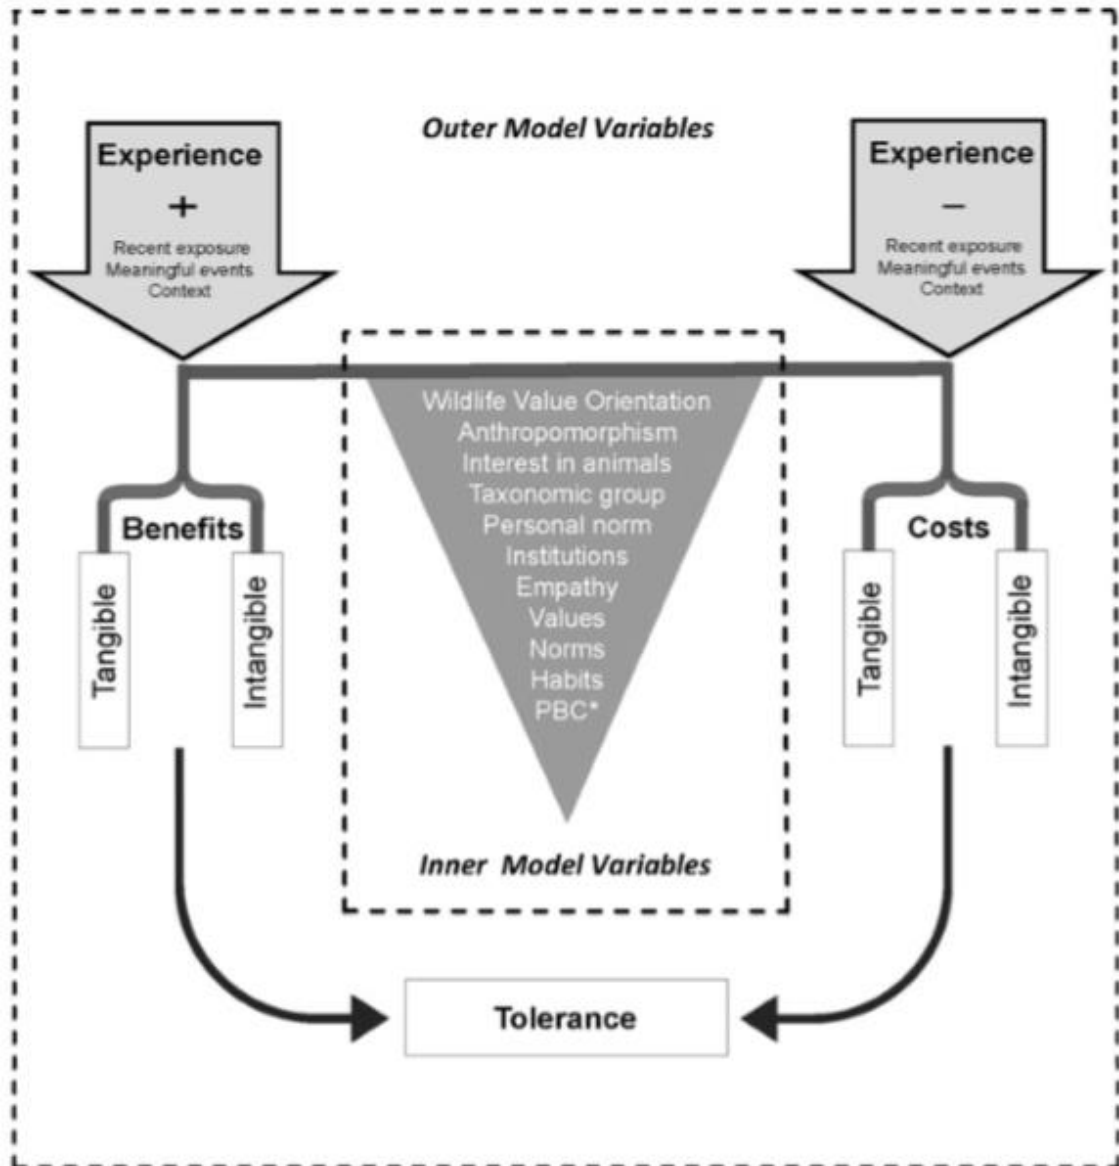 Outer Model Variables
Experience
+
Recent exposure
Meaningful events
Context
Experience
–
Recent exposure
Meaningful events
Context
Wildlife Value Orientation
Anthropomorphism
Interest in animals
Taxonomic group
Personal norm
Institutions
Empathy
Values
Norms
Habits
PBC*
Inner Model Variables
Benefits
Tangible
Intangible
Costs
Tangible
Intangible
Tolerance